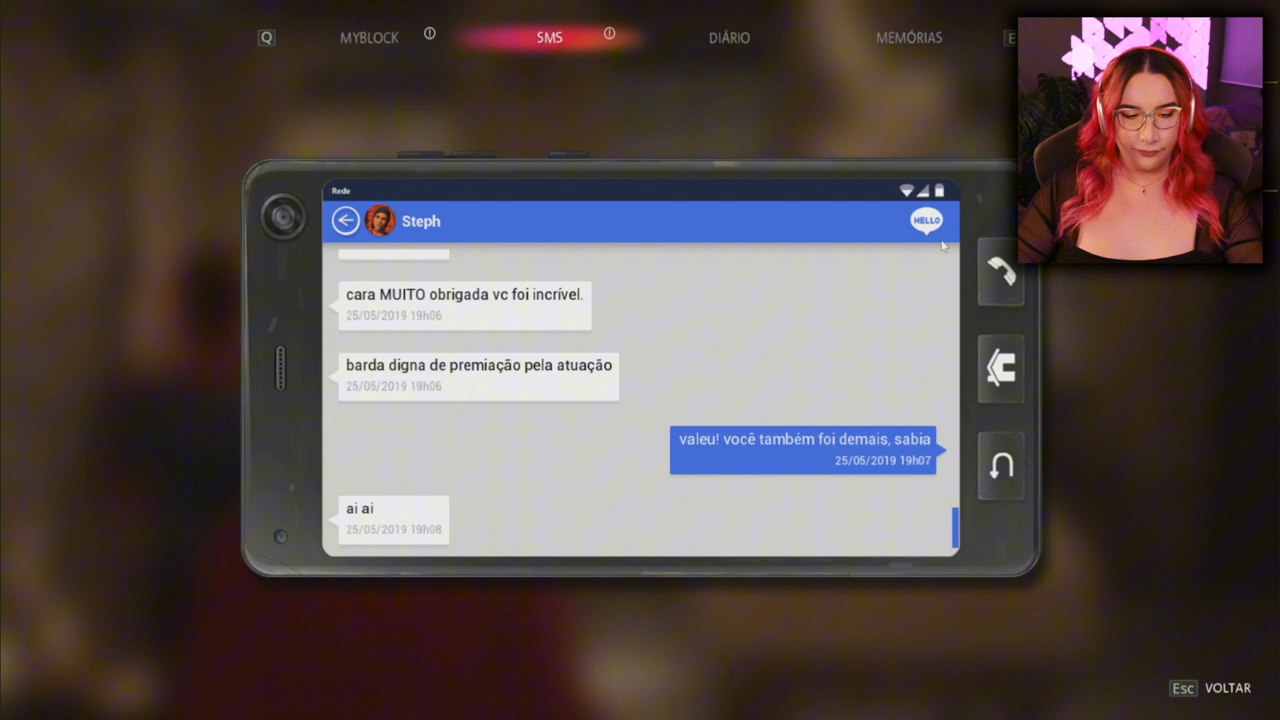 Q
MYBLOCK
SMS
DIÁRIO
MEMÓRIAS
E
Rede
Steph
HELLO
cara MUITO obrigada vc foi incrível.
25/05/2019 19h06
barda digna de premiação pela atuação
25/05/2019 19h06
valeu! você também foi demais, sabia
25/05/2019 19h07
ai ai
25/05/2019 19h08
Esc VOLTAR